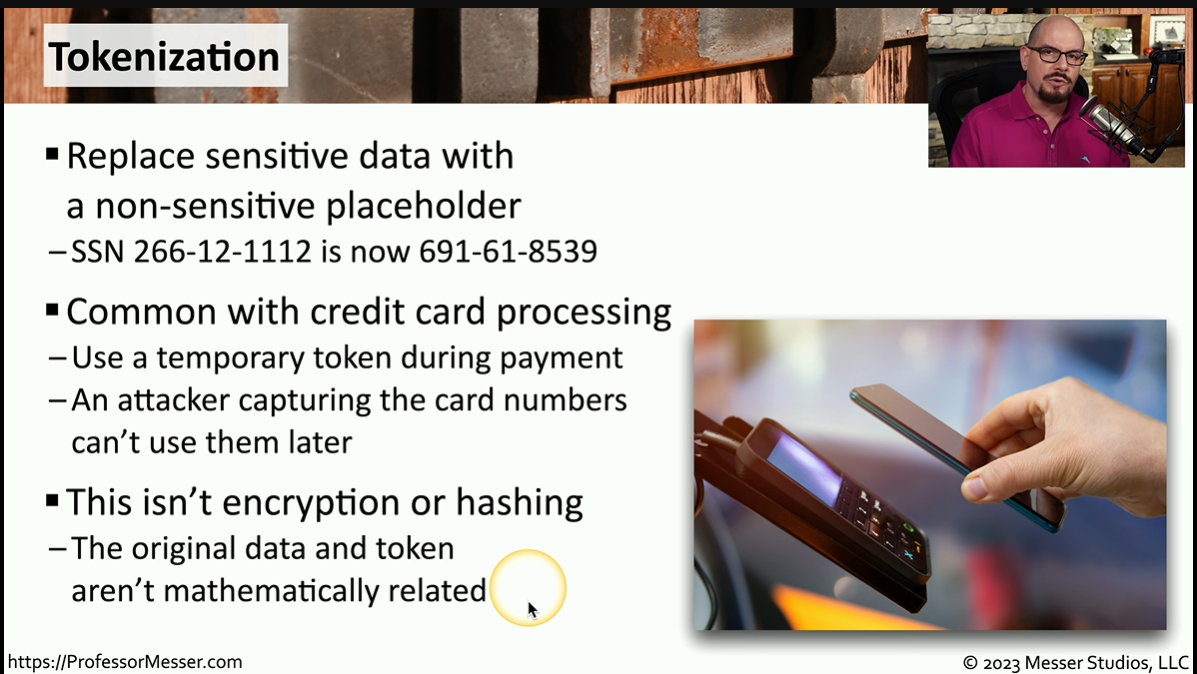 Tokenization
▪ Replace sensitive data with
a non-sensitive placeholder
– SSN 266-12-1112 is now 691-61-8539
▪ Common with credit card processing
– Use a temporary token during payment
– An attacker capturing the card numbers
can’t use them later
▪ This isn’t encryption or hashing
– The original data and token
aren’t mathematically related
https://ProfessorMesser.com
© 2023 Messer Studios, LLC